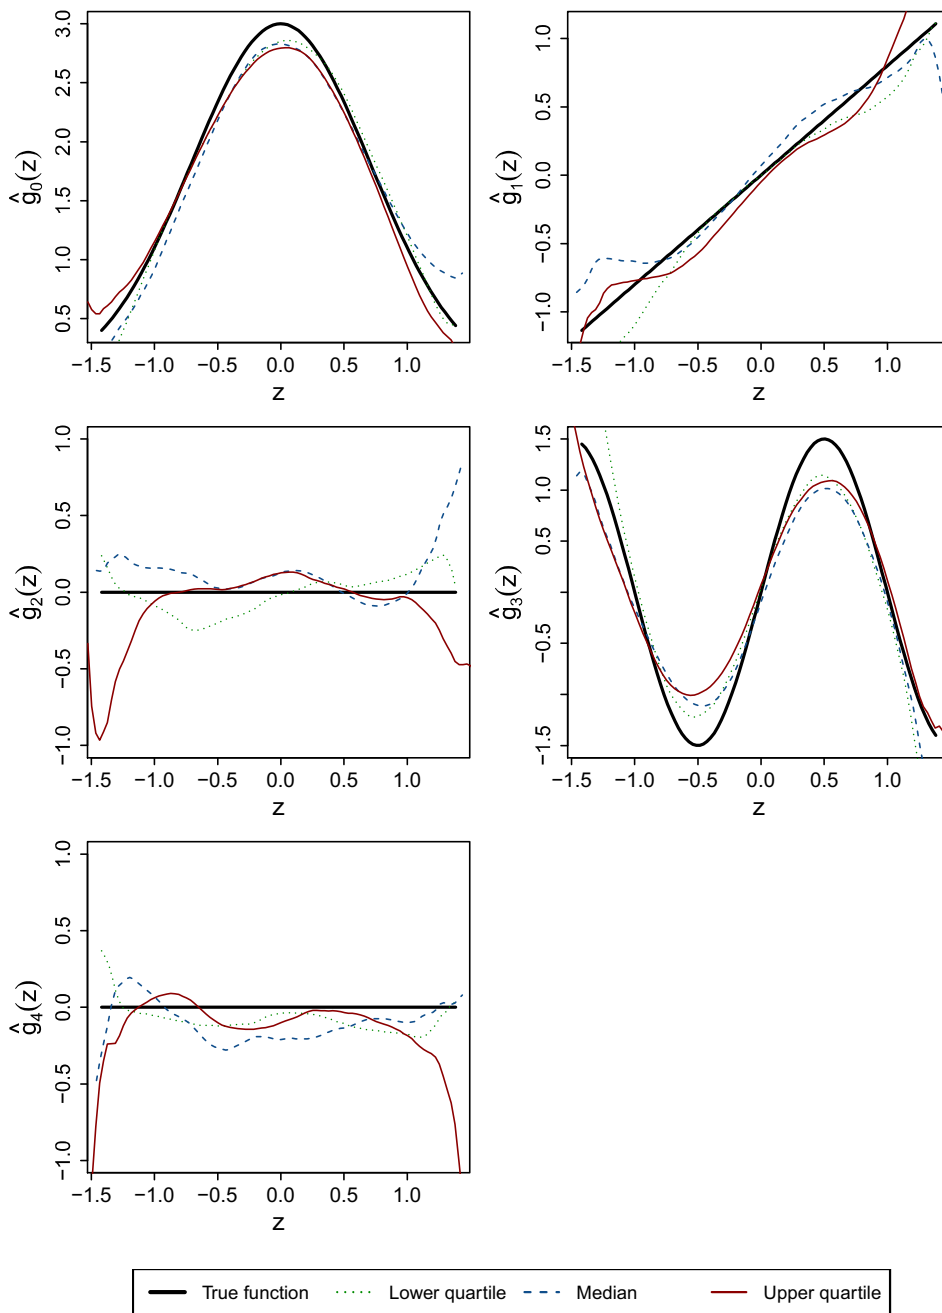 3.0
2.5
2.0
1.5
1.0
0.5
ĝ₀(z)
−1.5 −1.0 −0.5 0.0 0.5 1.0
z
1.0
0.5
0.0
−0.5
−1.0
ĝ₁(z)
−1.5 −1.0 −0.5 0.0 0.5 1.0
z
1.0
0.5
0.0
−0.5
−1.0
ĝ₂(z)
−1.5 −1.0 −0.5 0.0 0.5 1.0
z
1.5
1.0
0.5
−0.5
−1.5
ĝ₃(z)
−1.5 −1.0 −0.5 0.0 0.5 1.0
z
1.0
0.5
0.0
−0.5
−1.0
ĝ₄(z)
−1.5 −1.0 −0.5 0.0 0.5 1.0
z
True function Lower quartile Median Upper quartile